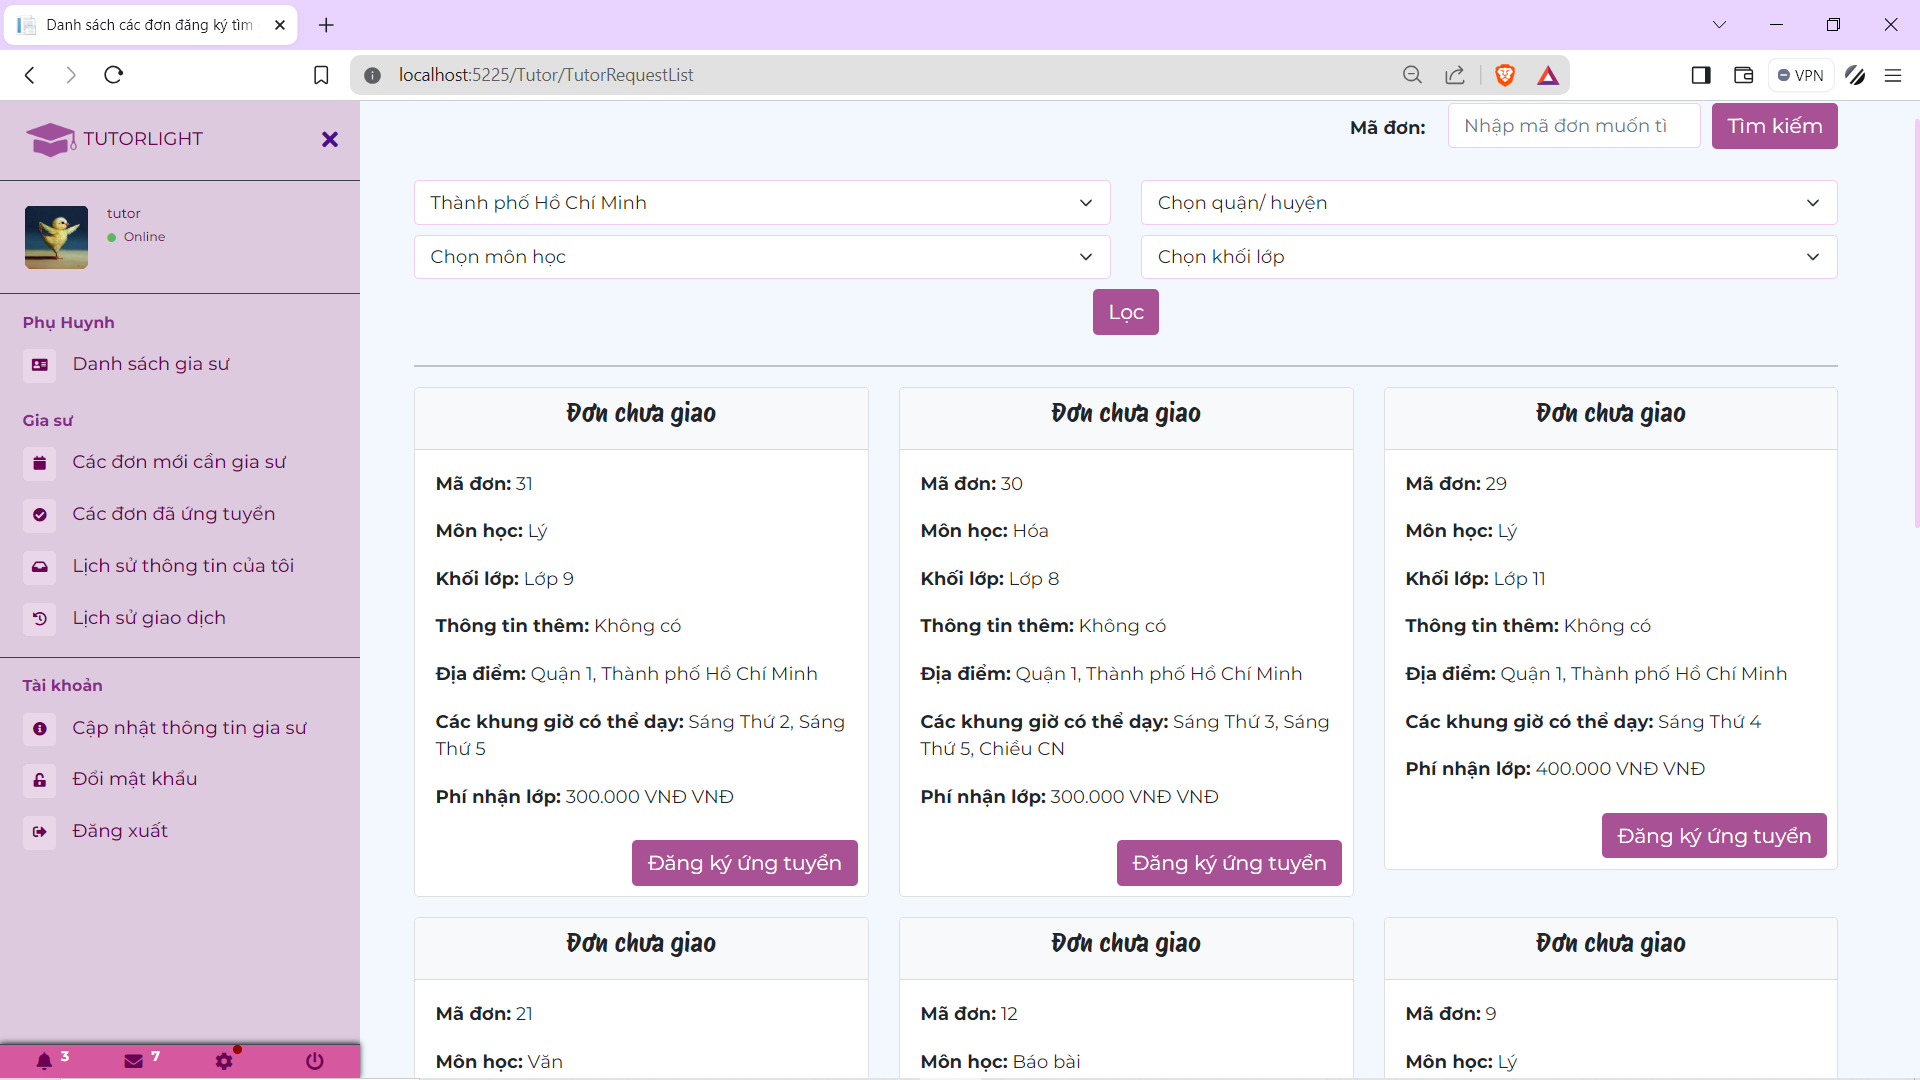 Danh sách các đơn đăng ký tìm
localhost:5225/Tutor/TutorRequestList
VPN
TUTORLIGHT
tutor
Online
Phụ Huynh
Danh sách gia sư
Gia sư
Các đơn mới cần gia sư
Các đơn đã ứng tuyển
Lịch sử thông tin của tôi
Lịch sử giao dịch
Tài khoản
Cập nhật thông tin gia sư
Đổi mật khẩu
Đăng xuất
3
7
Mã đơn:
Nhập mã đơn muốn tì
Tìm kiếm
Thành phố Hồ Chí Minh
Chọn quận/ huyện
Chọn môn học
Chọn khối lớp
Lọc
Đơn chưa giao
Mã đơn: 31
Môn học: Lý
Khối lớp: Lớp 9
Thông tin thêm: Không có
Địa điểm: Quận 1, Thành phố Hồ Chí Minh
Các khung giờ có thể dạy: Sáng Thứ 2, Sáng
Thứ 5
Phí nhận lớp: 300.000 VNĐ VNĐ
Đăng ký ứng tuyển
Đơn chưa giao
Mã đơn: 30
Môn học: Hóa
Khối lớp: Lớp 8
Thông tin thêm: Không có
Địa điểm: Quận 1, Thành phố Hồ Chí Minh
Các khung giờ có thể dạy: Sáng Thứ 3, Sáng
Thứ 5, Chiều CN
Phí nhận lớp: 300.000 VNĐ VNĐ
Đăng ký ứng tuyển
Đơn chưa giao
Mã đơn: 29
Môn học: Lý
Khối lớp: Lớp 11
Thông tin thêm: Không có
Địa điểm: Quận 1, Thành phố Hồ Chí Minh
Các khung giờ có thể dạy: Sáng Thứ 4
Phí nhận lớp: 400.000 VNĐ VNĐ
Đăng ký ứng tuyển
Đơn chưa giao
Mã đơn: 21
Môn học: Văn
Đơn chưa giao
Mã đơn: 12
Môn học: Báo bài
Đơn chưa giao
Mã đơn: 9
Môn học: Lý